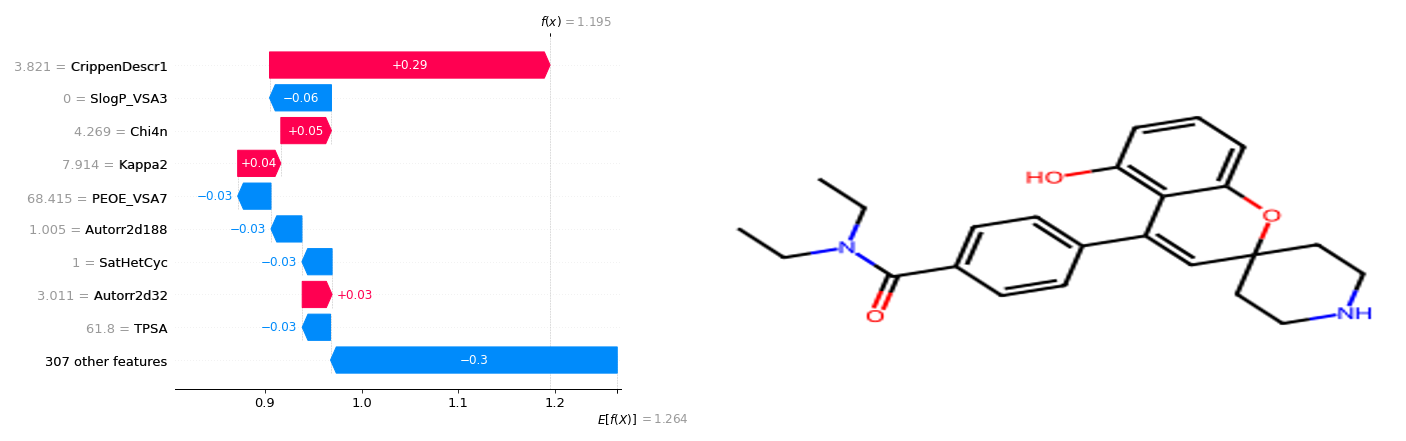 f(x) = 1.195
3.821 = CrippenDescr1
+0.29
0 = SlogP_VSA3
−0.06
4.269 = Chi4n
+0.05
7.914 = Kappa2
+0.04
68.415 = PEOE_VSA7
−0.03
1.005 = Autorr2d188
−0.03
1 = SatHetCyc
−0.03
3.011 = Autorr2d32
+0.03
61.8 = TPSA
−0.03
307 other features
−0.3
0.9 1.0 1.1 1.2
E[f(X)] = 1.264
HO
O
N
O
NH